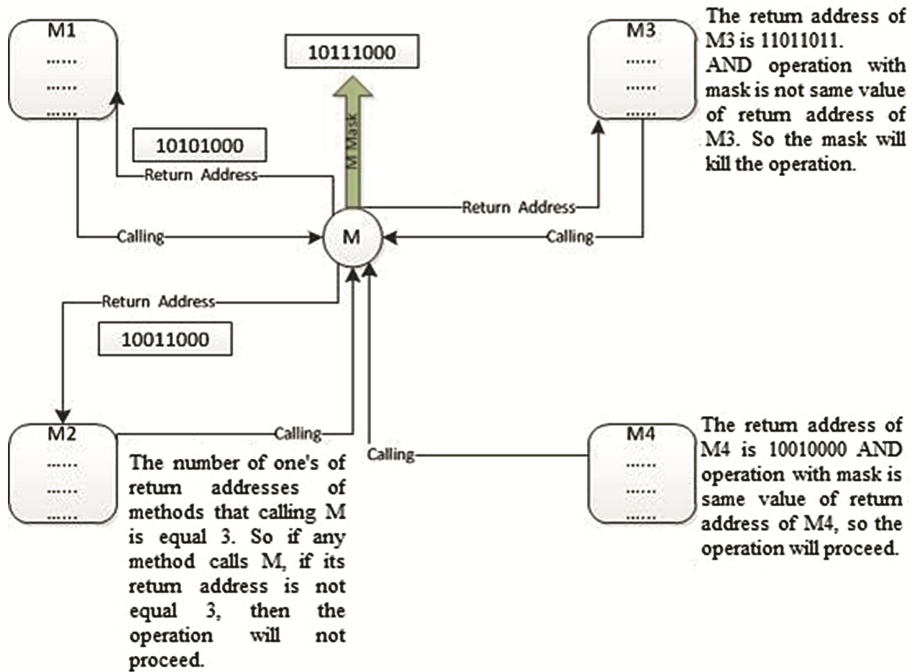 M1
......
......
......
10111000
M3
......
......
......
The return address of
M3 is 11011011.
AND operation with
mask is not same value
of return address of
M3. So the mask will
kill the operation.
10101000
M Mask
Return Address
Return Address
Calling
M
Calling
Return Address
10011000
M2
......
......
......
Calling
The number of one's of
return addresses of
methods that calling M
is equal 3. So if any
method calls M, if its
return address is not
equal 3, then the
operation will not
proceed.
Calling
M4
......
......
......
The return address of
M4 is 10010000 AND
operation with mask is
same value of return
address of M4, so the
operation will proceed.